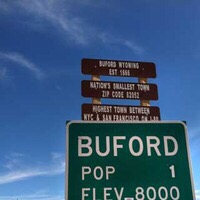 BUFORD WYOMING
EST 1866
NATION'S SMALLEST TOWN
ZIP CODE 82052
HIGHEST TOWN BETWEEN
NYC & SAN FRANCISCO ON I-80
BUFORD
POP 1
ELEV 8000